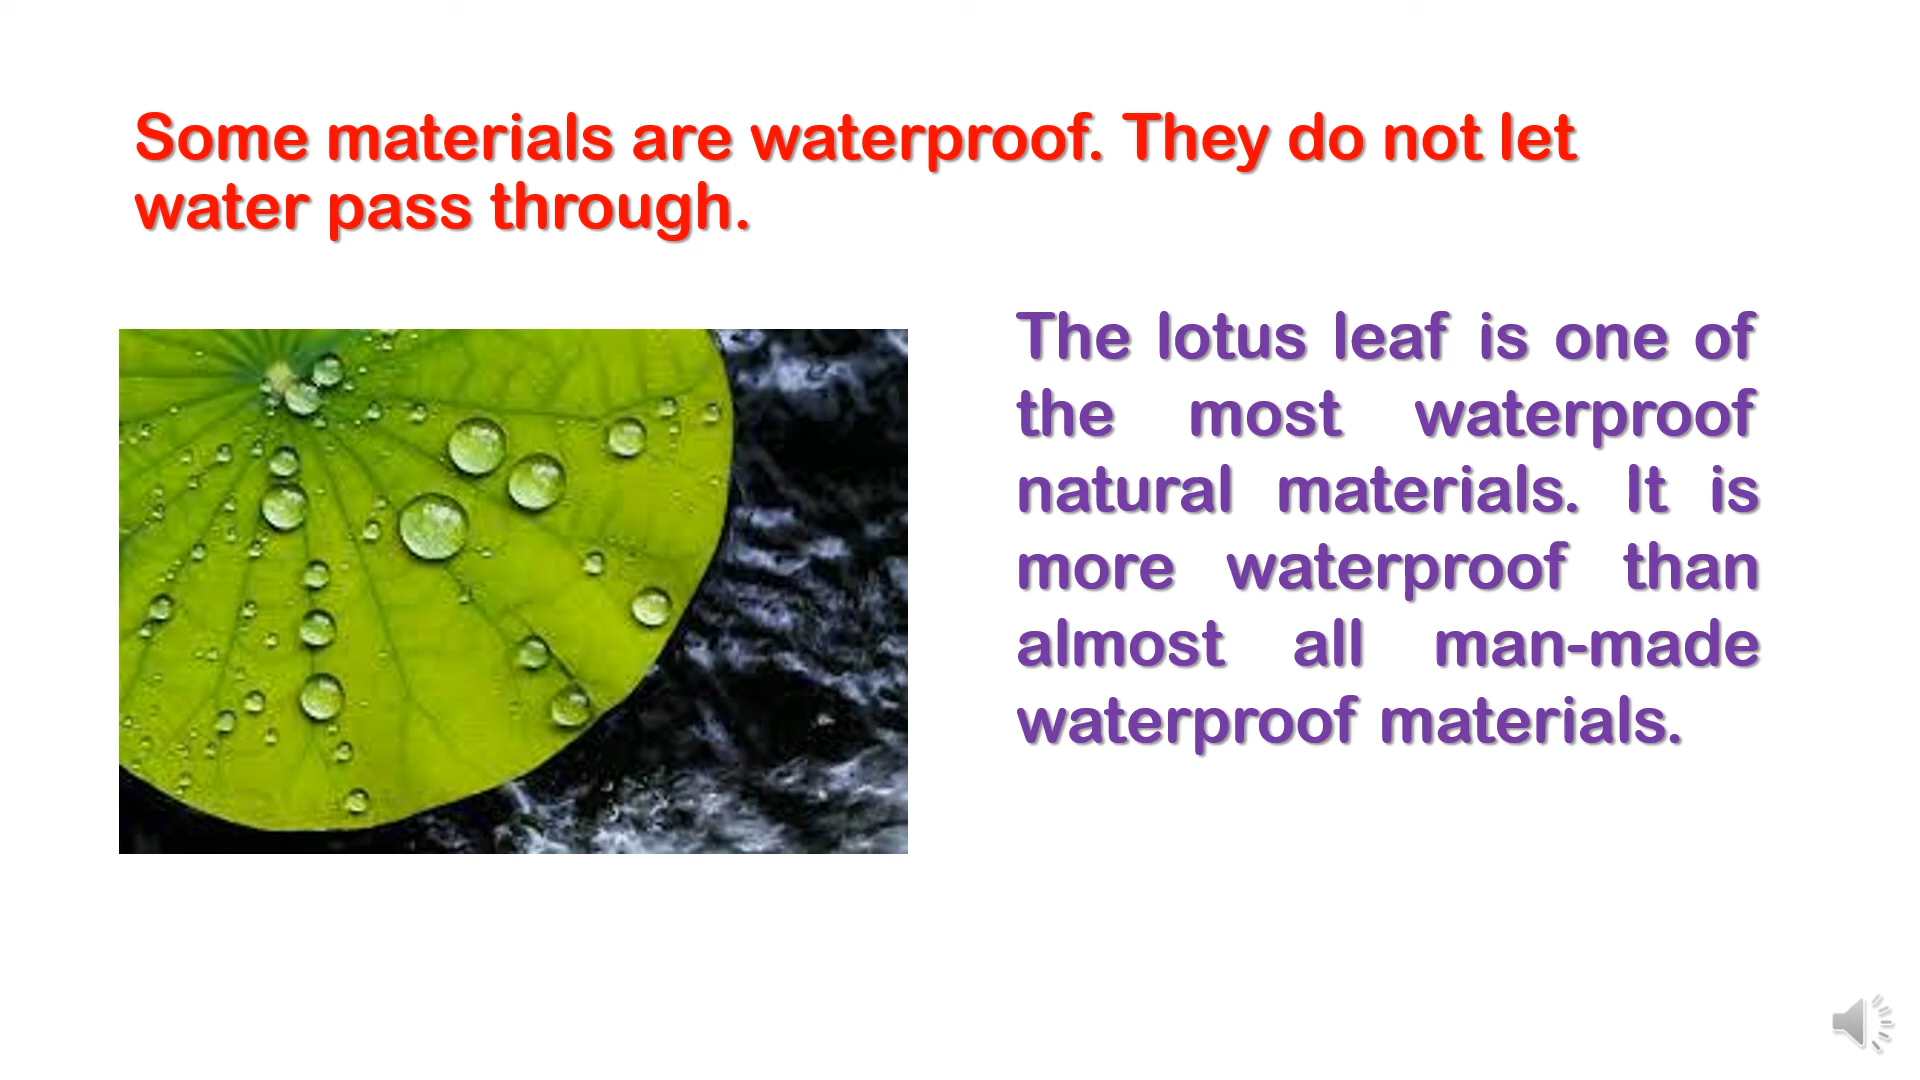 Some materials are waterproof. They do not let
water pass through.
The lotus leaf is one of
the most waterproof
natural materials. It is
more waterproof than
almost all man-made
waterproof materials.